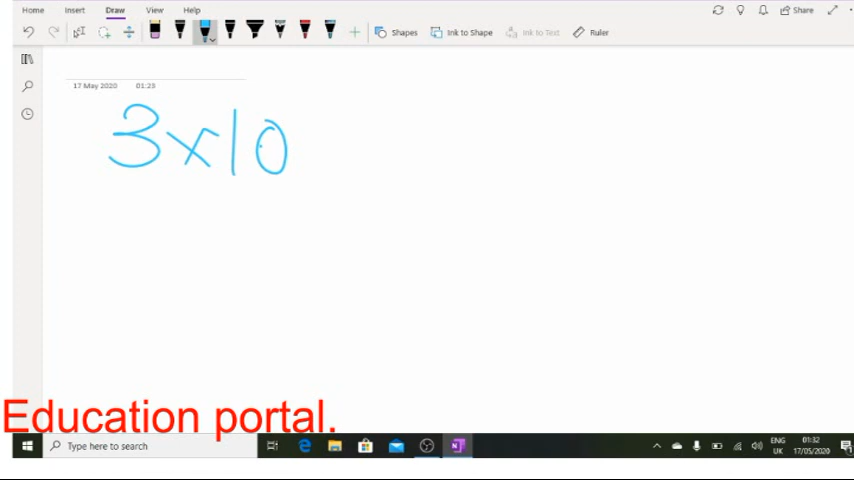 Home Insert Draw View Help Share
Shapes Ink to Shape Ink to Text Ruler
17 May 2020 01:23
3x10
Education portal.
Type here to search
ENG 01:32
UK 17/05/2020